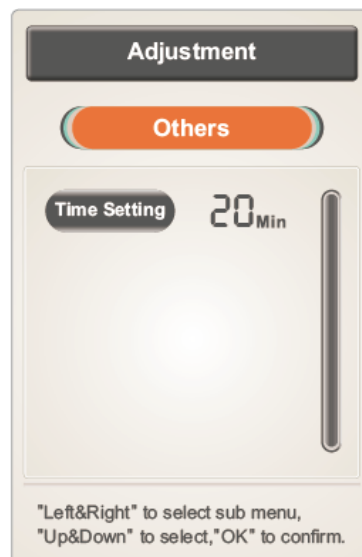 Adjustment
Others
Time Setting 20Min
"Left&Right" to select sub menu,
"Up&Down" to select,"OK" to confirm.